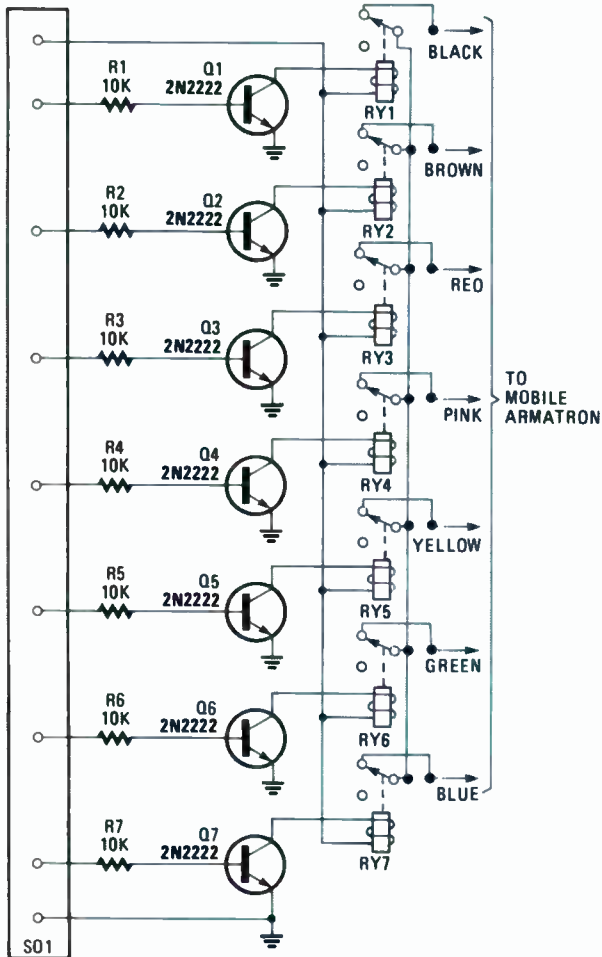 BLACK
R1
10K
Q1
2N2222
RY1
BROWN
R2
10K
Q2
2N2222
RY2
REO
R3
10K
Q3
2N2222
RY3
TO
MOBILE
ARMATRON
PINK
R4
10K
Q4
2N2222
RY4
YELLOW
R5
10K
Q5
2N2222
RY5
GREEN
R6
10K
Q6
2N2222
RY6
BLUE
R7
10K
Q7
2N2222
RY7
SO1